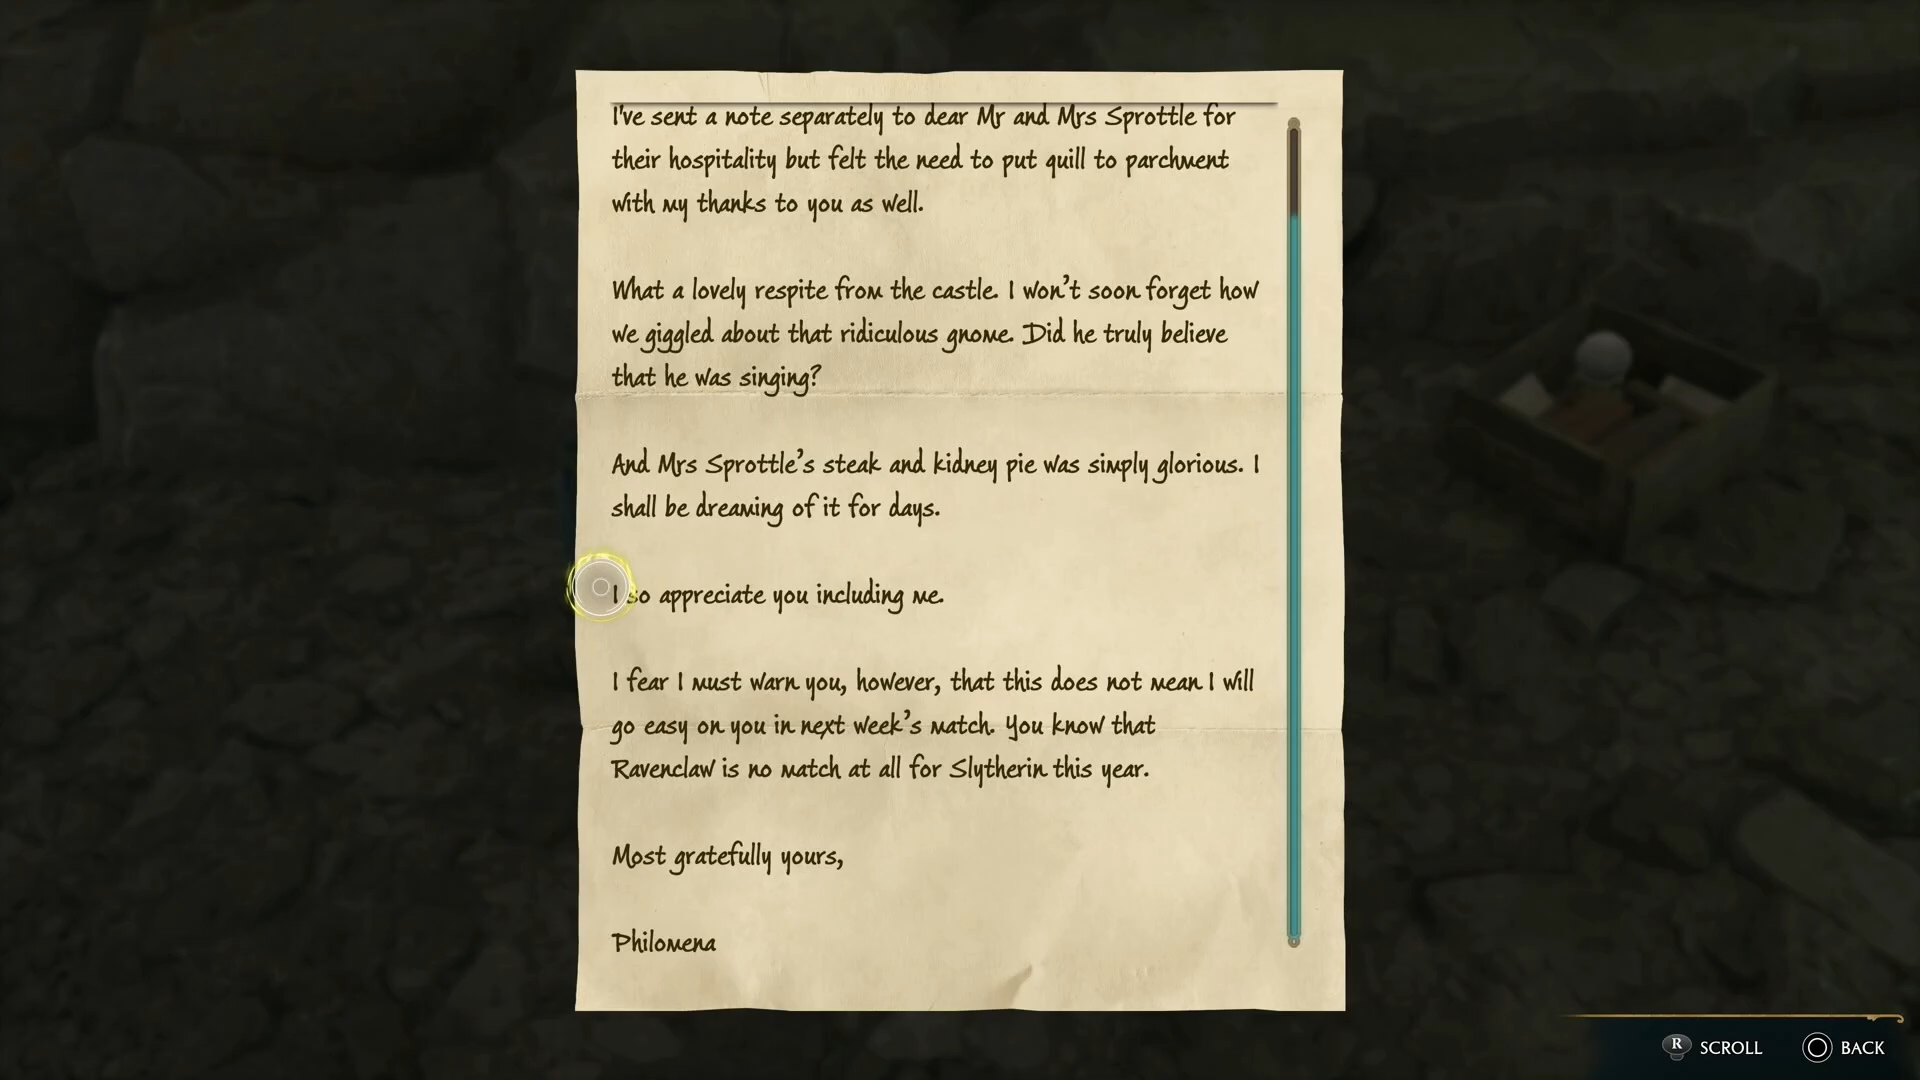 I've sent a note separately to dear Mr and Mrs Sprottle for
their hospitality but felt the need to put quill to parchment
with my thanks to you as well.
What a lovely respite from the castle. I won't soon forget how
we giggled about that ridiculous gnome. Did he truly believe
that he was singing?
And Mrs Sprottle's steak and kidney pie was simply glorious. I
shall be dreaming of it for days.
I so appreciate you including me.
I fear I must warn you, however, that this does not mean I will
go easy on you in next week's match. You know that
Ravenclaw is no match at all for Slytherin this year.
Most gratefully yours,
Philomena
R SCROLL
BACK